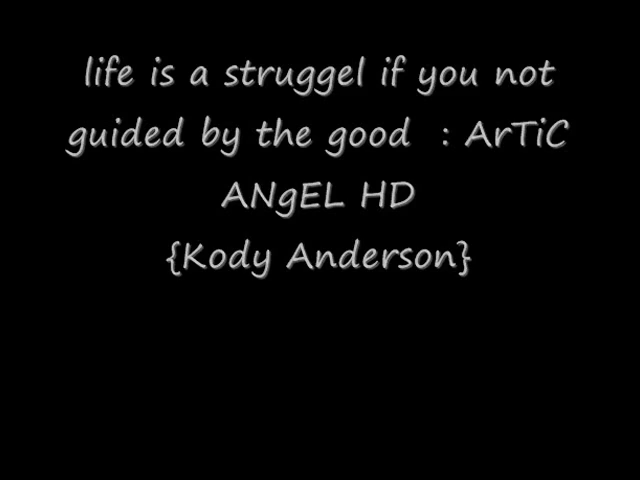 life is a struggel if you not
guided by the good : ArTiC
ANgEL HD
{Kody Anderson}